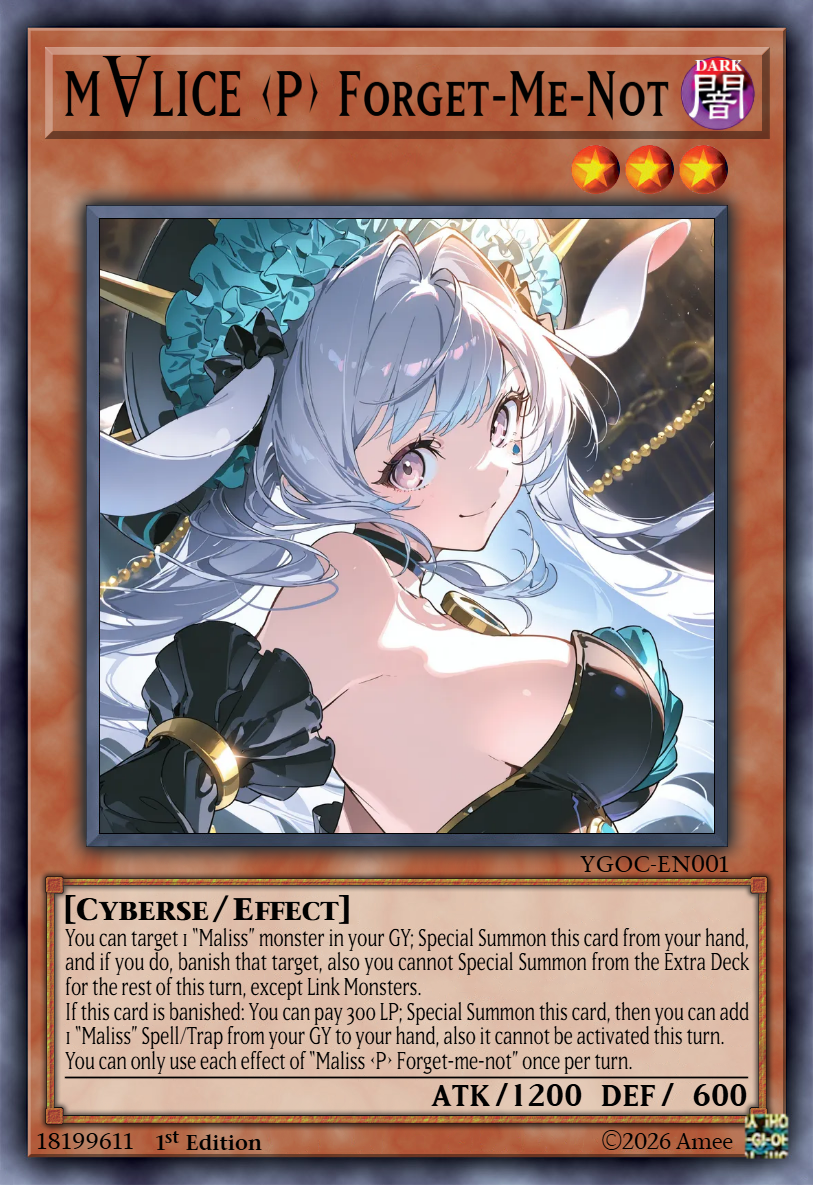 M∀LICE ‹P› Forget-Me-Not
DARK
闇
YGOC-EN001
[Cyberse/Effect]
You can target 1 "Maliss" monster in your GY; Special Summon this card from your hand,
and if you do, banish that target, also you cannot Special Summon from the Extra Deck
for the rest of this turn, except Link Monsters.
If this card is banished: You can pay 300 LP; Special Summon this card, then you can add
1 "Maliss" Spell/Trap from your GY to your hand, also it cannot be activated this turn.
You can only use each effect of "Maliss ‹P› Forget-me-not" once per turn.
ATK/1200 DEF/ 600
18199611 1st Edition ©2026 Amee